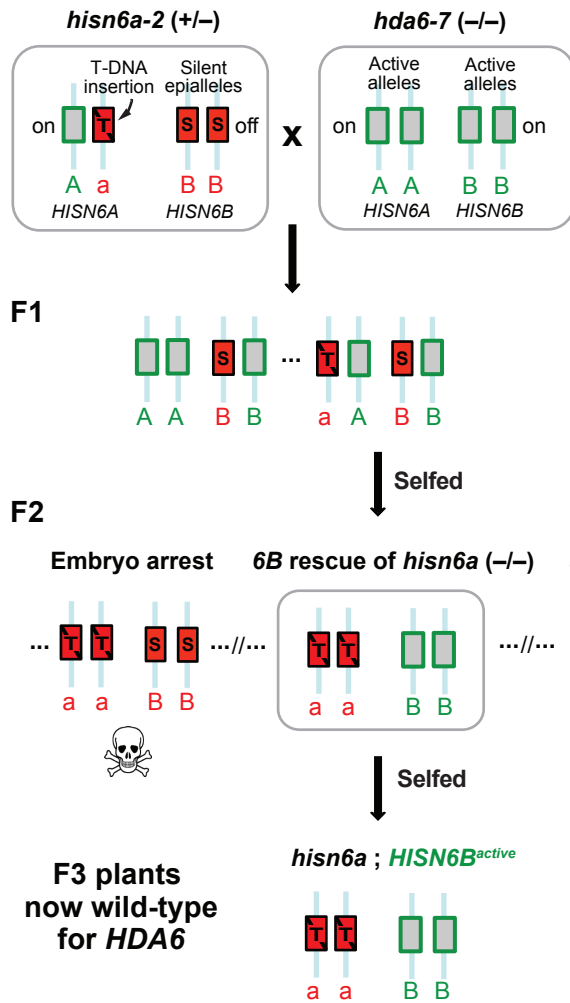 hisn6a-2 (+/–) hda6-7 (–/–)
T-DNA insertion Silent epialleles Active alleles Active alleles
on T S S off x on on
A a B B A A B B
HISN6A HISN6B HISN6A HISN6B
F1
S ... T S
A A B B a A B B
Selfed
F2
Embryo arrest 6B rescue of hisn6a (–/–)
... T T S S ...//... T T ...//...
a a B B a a B B
Selfed
hisn6a ; HISN6Bactive
F3 plants
now wild-type
for HDA6
T T
a a B B